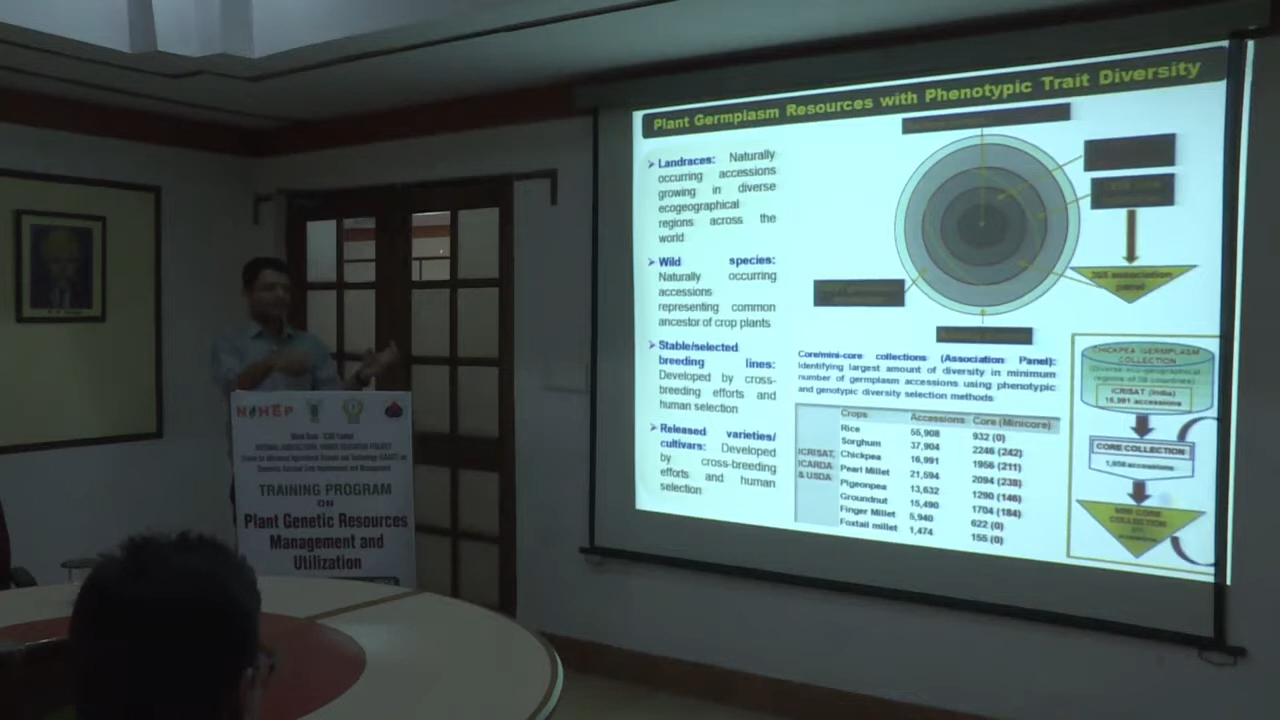 Plant Germplasm Resources with Phenotypic Trait Diversity
Landraces: Naturally
occurring accessions
growing in diverse
ecogeographical
regions across the
world
Wild species:
Naturally occurring
accessions
representing common
ancestor of crop plants
Stable/selected
breeding lines:
Developed by cross-
breeding efforts and
human selection
Released varieties/
cultivars: Developed
by cross-breeding
efforts and human
selection
association
panel
Core/mini-core collections (Association Panel):
Identifying largest amount of diversity in minimum
number of germplasm accessions using phenotypic
and genotypic diversity selection methods.
Crops Accessions Core (Minicore)
ICRISAT,
ICARDA
& USDA
Rice 55,908 932 (0)
Sorghum 37,904 2246 (242)
Chickpea 16,991 1956 (211)
Pearl Millet 21,594 2094 (238)
Pigeonpea 13,632 1290 (146)
Groundnut 15,490 1704 (184)
Finger Millet 5,940 622 (0)
Foxtail millet 1,474 155 (0)
CHICKPEA GERMPLASM
COLLECTION
(Diverse eco-geographical
ICRISAT (India)
16,991 accessions
CORE COLLECTION
1,956 accessions
MINI CORE
COLLECTION
NAHEP
TRAINING PROGRAM
ON
Plant Genetic Resources
Management and
Utilization